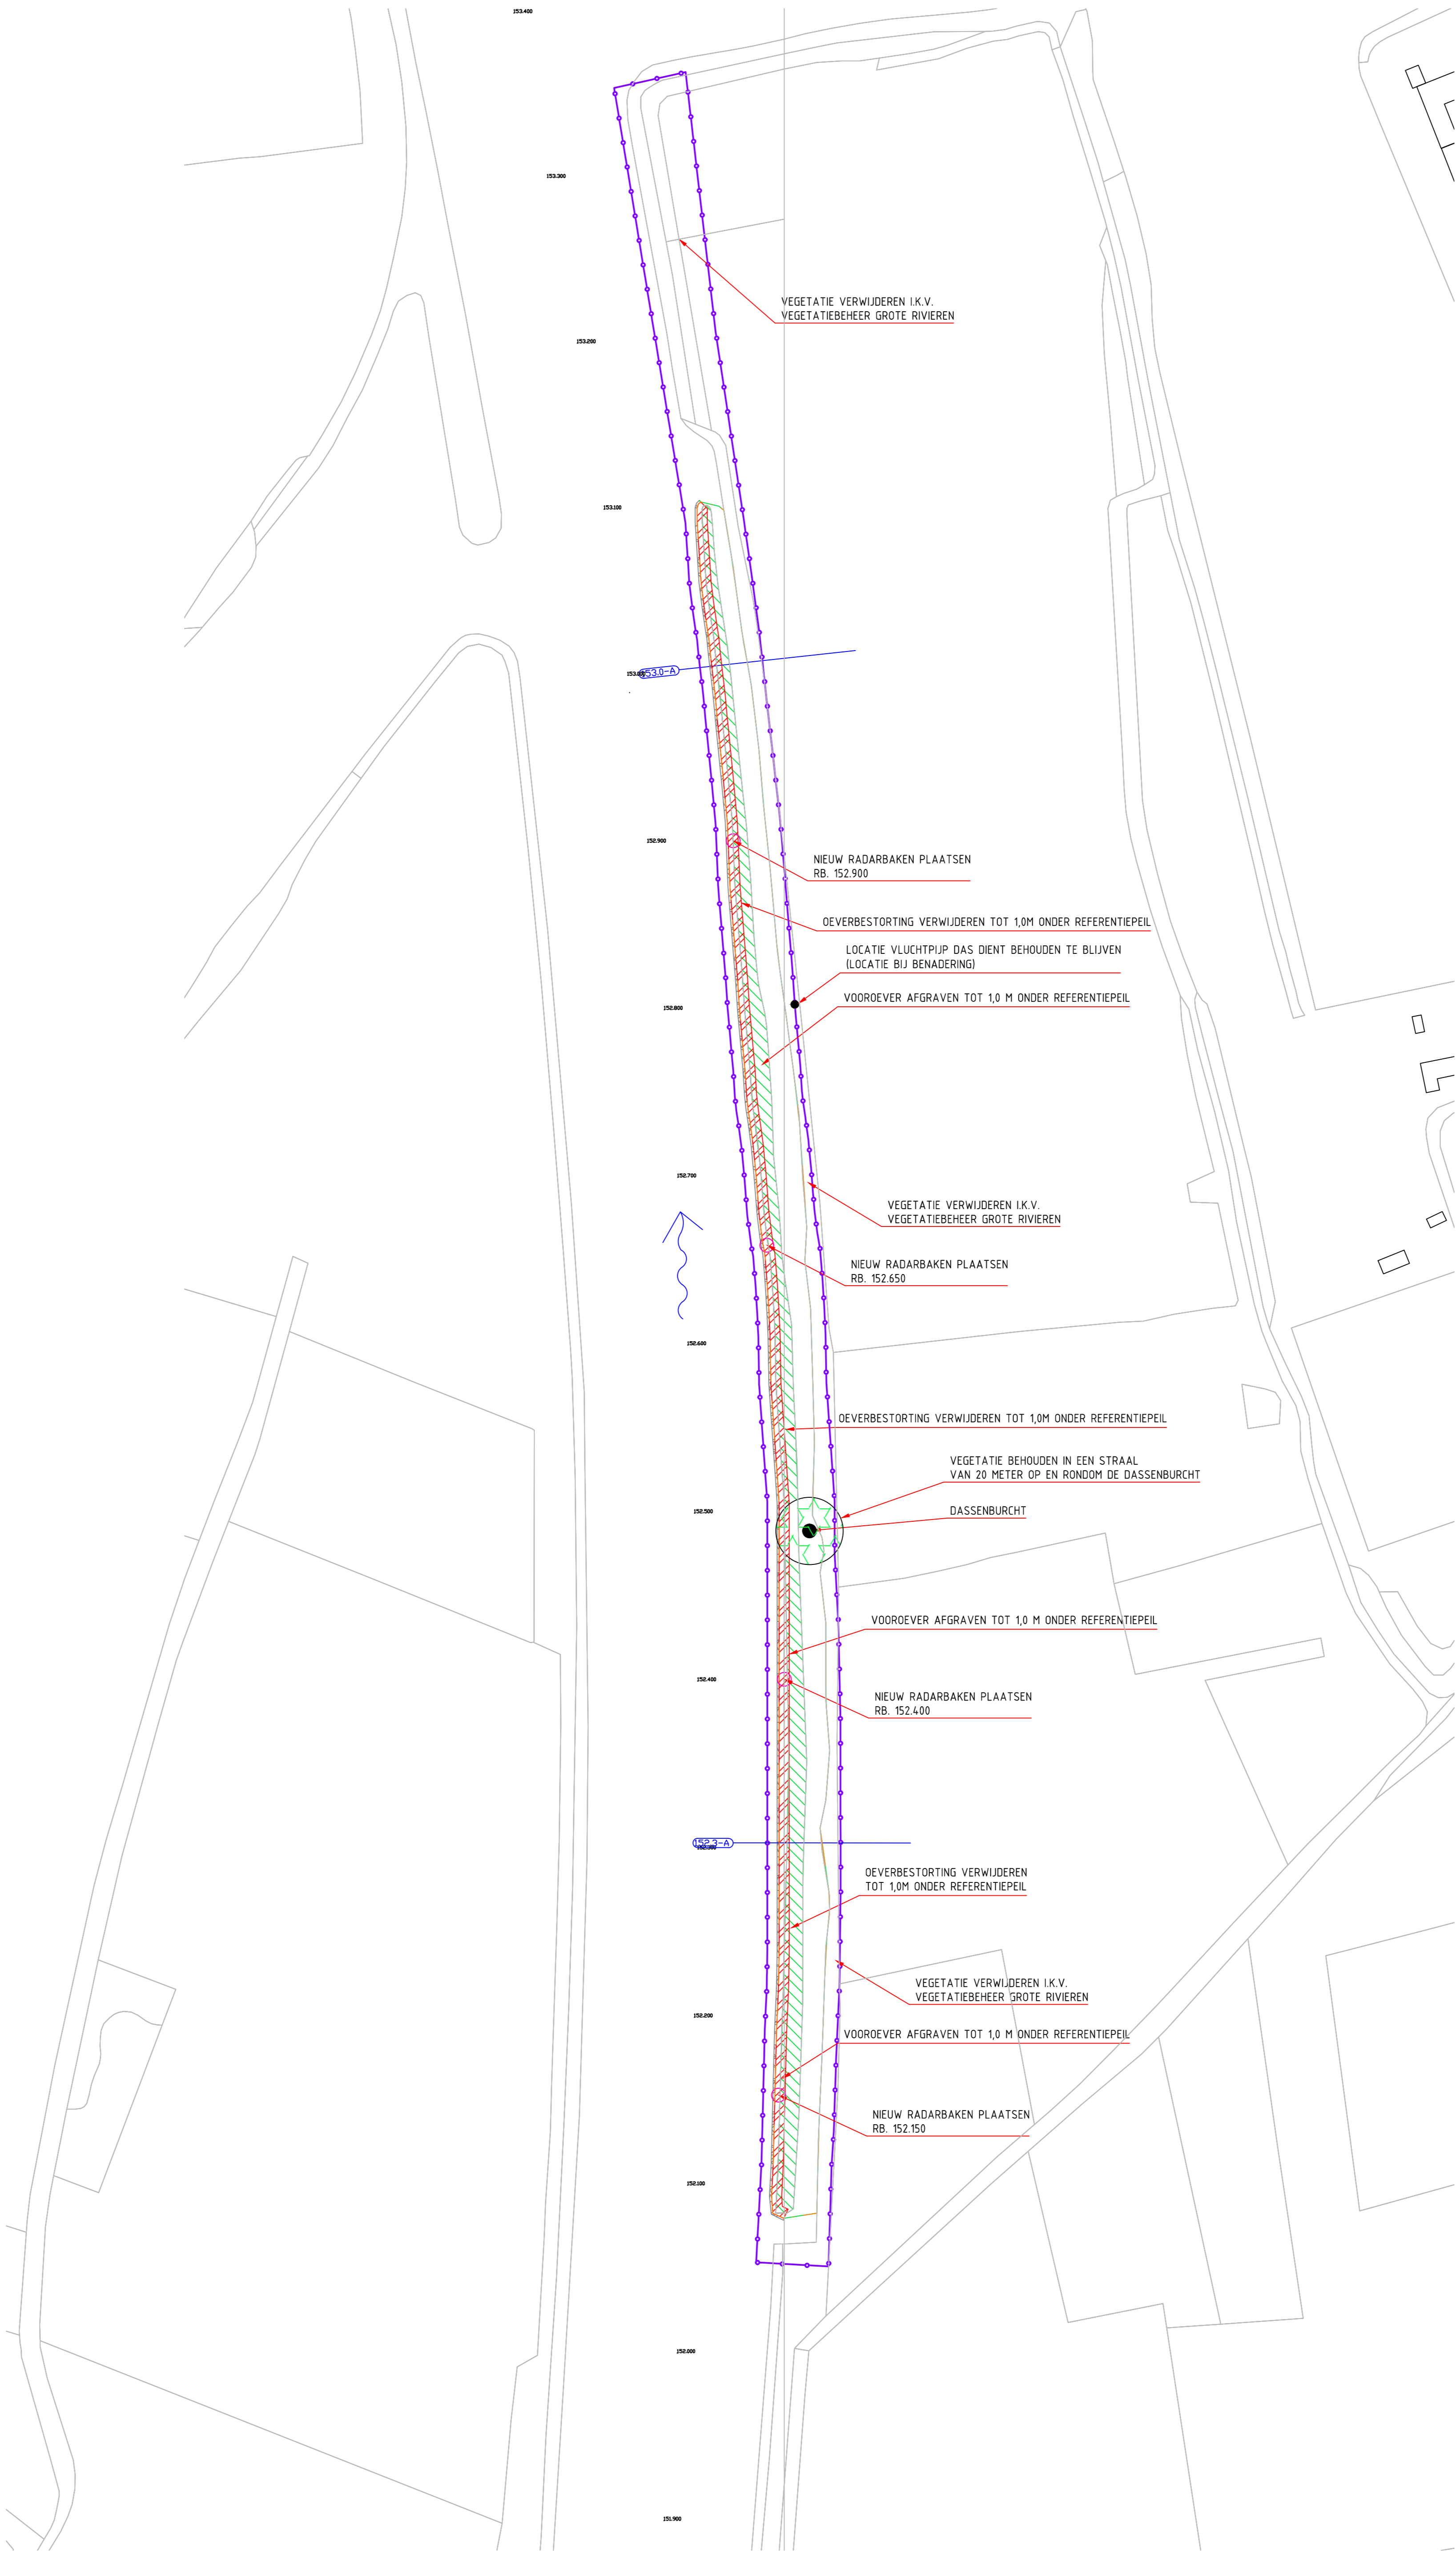 153.400
153.300
VEGETATIE VERWIJDEREN I.K.V.
VEGETATIEBEHEER GROTE RIVIEREN
153.200
153.100
153.0-A
152.900
NIEUW RADARBAKEN PLAATSEN
RB. 152.900
OEVERBESTORTING VERWIJDEREN TOT 1,0M ONDER REFERENTIEPEIL
LOCATIE VLUCHTPIJP DAS DIENT BEHOUDEN TE BLIJVEN
(LOCATIE BIJ BENADERING)
VOOROEVER AFGRAVEN TOT 1,0 M ONDER REFERENTIEPEIL
152.800
152.700
VEGETATIE VERWIJDEREN I.K.V.
VEGETATIEBEHEER GROTE RIVIEREN
NIEUW RADARBAKEN PLAATSEN
RB. 152.650
152.600
OEVERBESTORTING VERWIJDEREN TOT 1,0M ONDER REFERENTIEPEIL
VEGETATIE BEHOUDEN IN EEN STRAAL
VAN 20 METER OP EN RONDOM DE DASSENBURCHT
152.500
DASSENBURCHT
VOOROEVER AFGRAVEN TOT 1,0 M ONDER REFERENTIEPEIL
152.400
NIEUW RADARBAKEN PLAATSEN
RB. 152.400
152.3-A
152.300
OEVERBESTORTING VERWIJDEREN
TOT 1,0M ONDER REFERENTIEPEIL
VEGETATIE VERWIJDEREN I.K.V.
VEGETATIEBEHEER GROTE RIVIEREN
152.200
VOOROEVER AFGRAVEN TOT 1,0 M ONDER REFERENTIEPEIL
NIEUW RADARBAKEN PLAATSEN
RB. 152.150
152.100
152.000
151.900